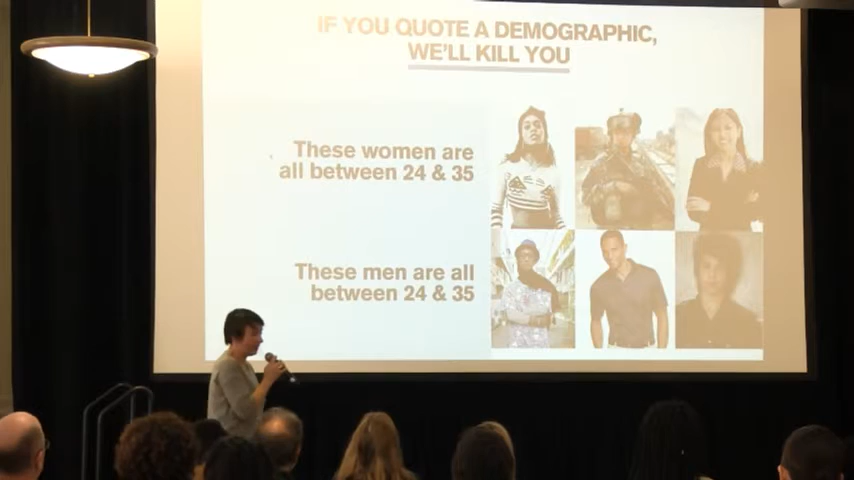 IF YOU QUOTE A DEMOGRAPHIC,
WE'LL KILL YOU
These women are
all between 24 & 35
These men are all
between 24 & 35